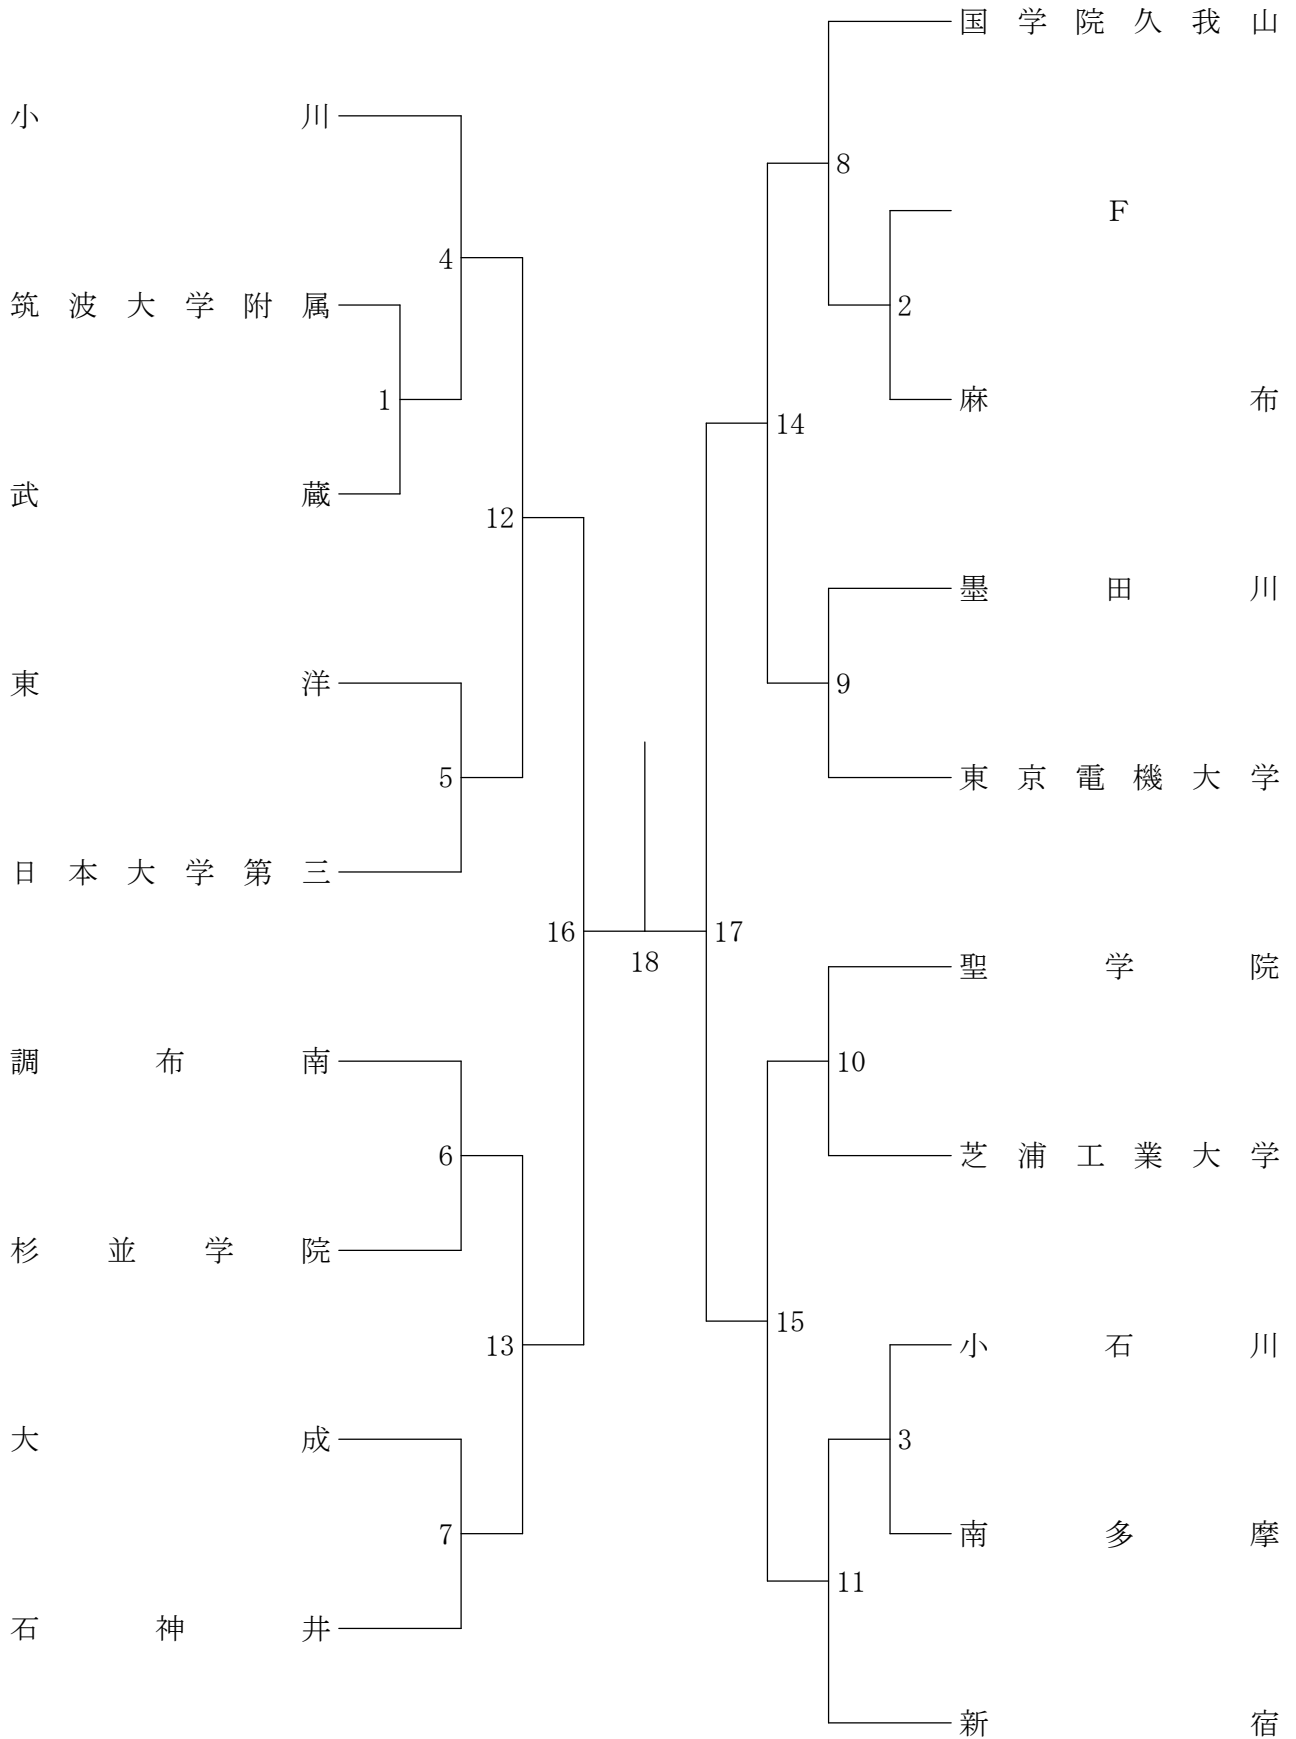 小川
4
筑波大学附属
1
武蔵
12
東洋
5
日本大学第三
16
調布南
6
杉並学院
13
大成
7
石神井
18
国学院久我山
8
F
2
麻布
14
墨田川
9
東京電機大学
17
聖学院
10
芝浦工業大学
15
小石川
3
南多摩
11
新宿